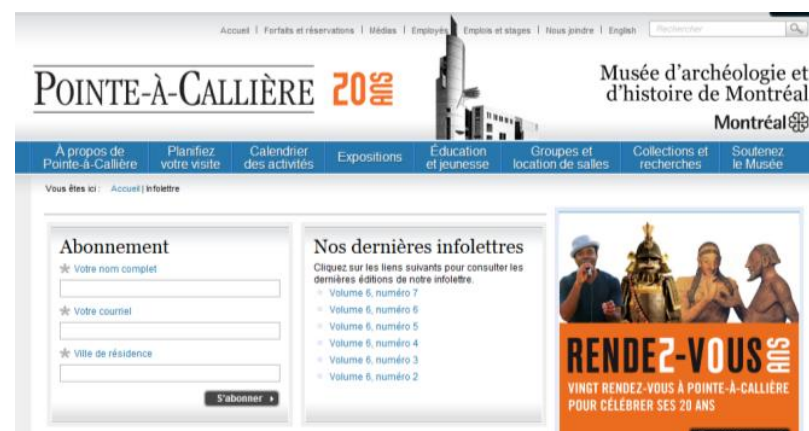 Accueil | Forfaits et réservations | Médias | Employés | Emplois et stages | Nous joindre | English
Rechercher
POINTE-À-CALLIÈRE 20 ANS
Musée d'archéologie et
d'histoire de Montréal
Montréal
À propos de
Pointe-à-Callière
Planifiez
votre visite
Calendrier
des activités
Expositions
Éducation
et jeunesse
Groupes et
location de salles
Collections et
recherches
Soutenez
le Musée
Vous êtes ici : Accueil | Infolettre
Abonnement
Votre nom complet
Votre courriel
Ville de résidence
S'abonner
Nos dernières infolettres
Cliquez sur les liens suivants pour consulter les
dernières éditions de notre infolettre.
Volume 6, numéro 7
Volume 6, numéro 6
Volume 6, numéro 5
Volume 6, numéro 4
Volume 6, numéro 3
Volume 6, numéro 2
RENDEZ-VOUS 20 ANS
VINGT RENDEZ-VOUS À POINTE-À-CALLIÈRE
POUR CÉLÉBRER SES 20 ANS